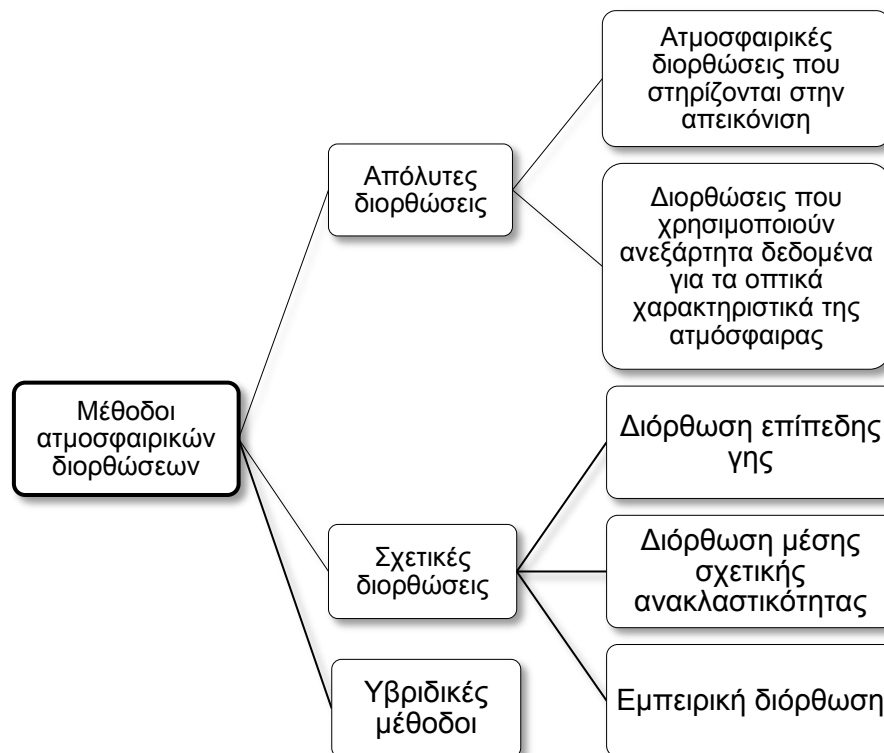 Ατμοσφαιρικές
διορθώσεις που
στηρίζονται στην
απεικόνιση
Απόλυτες
διορθώσεις
Διορθώσεις που
χρησιμοποιούν
ανεξάρτητα δεδομένα
για τα οπτικά
χαρακτηριστικά της
ατμόσφαιρας
Μέθοδοι
ατμοσφαιρικών
διορθώσεων
Διόρθωση επίπεδης
γης
Σχετικές
διορθώσεις
Διόρθωση μέσης
σχετικής
ανακλαστικότητας
Υβριδικές
μέθοδοι
Εμπειρική διόρθωση